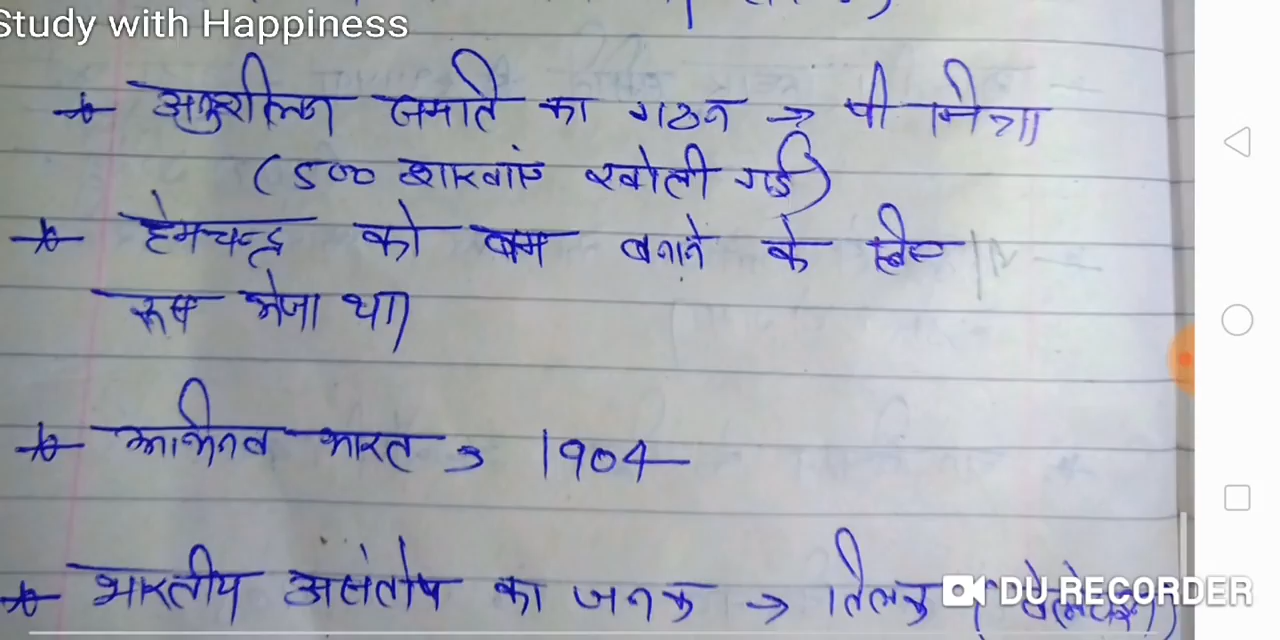 Study with Happiness
* अनुशीलन समिति का गठन → पी मित्रा
(500 शाखाएं खोली गई)
* हेमचन्द्र को बम बनाने के लिए
रूस भेजा था
* अभिनव भारत → 1904
* भारतीय असंतोष का जनक → तिलक (
DU RECORDER